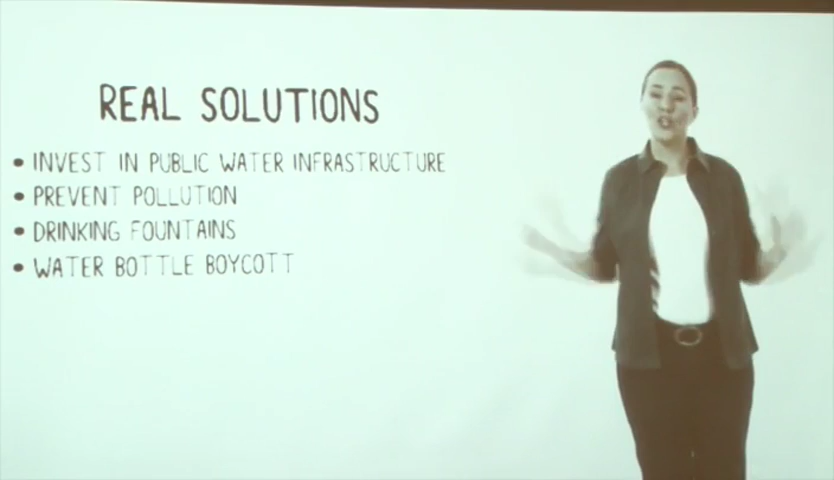 REAL SOLUTIONS
• INVEST IN PUBLIC WATER INFRASTRUCTURE
• PREVENT POLLUTION
• DRINKING FOUNTAINS
• WATER BOTTLE BOYCOTT